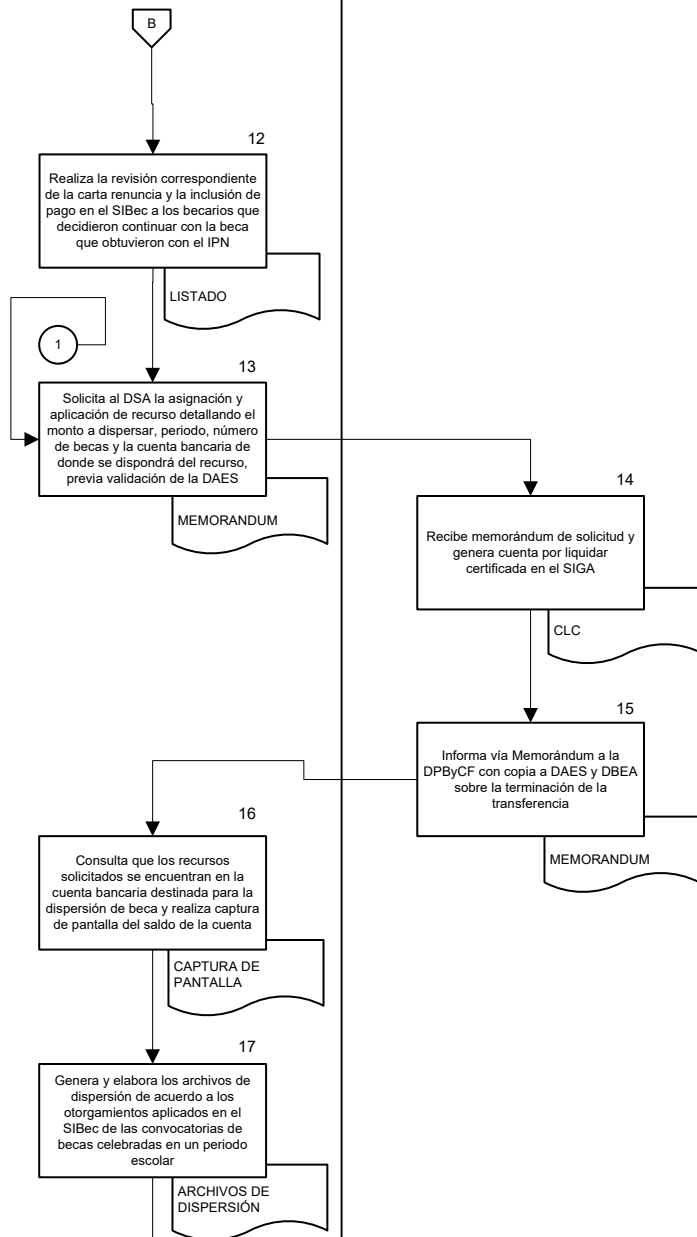 B
12
Realiza la revisión correspondiente
de la carta renuncia y la inclusión de
pago en el SIBec a los becarios que
decidieron continuar con la beca
que obtuvieron con el IPN
LISTADO
1
13
Solicita al DSA la asignación y
aplicación de recurso detallando el
monto a dispersar, periodo, número
de becas y la cuenta bancaria de
donde se dispondrá del recurso,
previa validación de la DAES
MEMORANDUM
14
Recibe memorándum de solicitud y
genera cuenta por liquidar
certificada en el SIGA
CLC
15
Informa vía Memorándum a la
DPByCF con copia a DAES y DBEA
sobre la terminación de la
transferencia
MEMORANDUM
16
Consulta que los recursos
solicitados se encuentran en la
cuenta bancaria destinada para la
dispersión de beca y realiza captura
de pantalla del saldo de la cuenta
CAPTURA DE
PANTALLA
17
Genera y elabora los archivos de
dispersión de acuerdo a los
otorgamientos aplicados en el
SIBec de las convocatorias de
becas celebradas en un periodo
escolar
ARCHIVOS DE
DISPERSIÓN